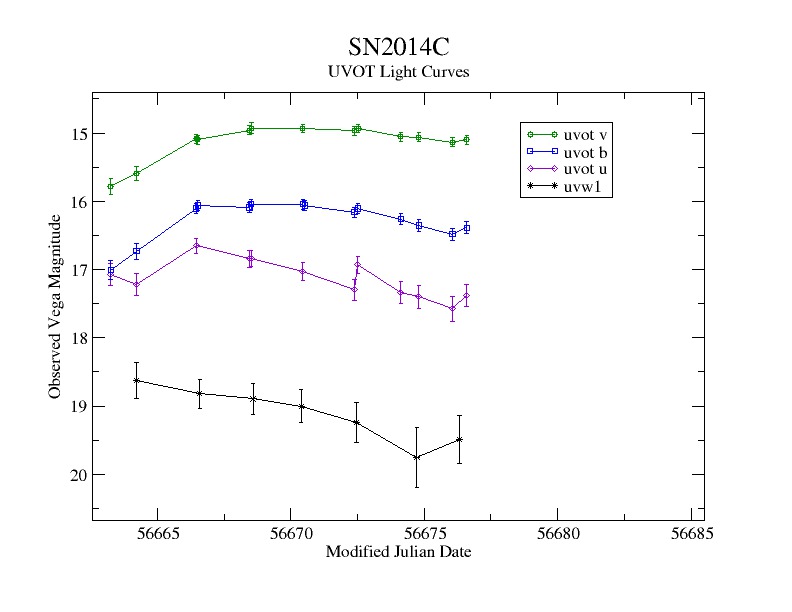 SN2014C
UVOT Light Curves
uvot v
uvot b
uvot u
uvw1
Observed Vega Magnitude
15
16
17
18
19
20
56665
56670
56675
56680
56685
Modified Julian Date